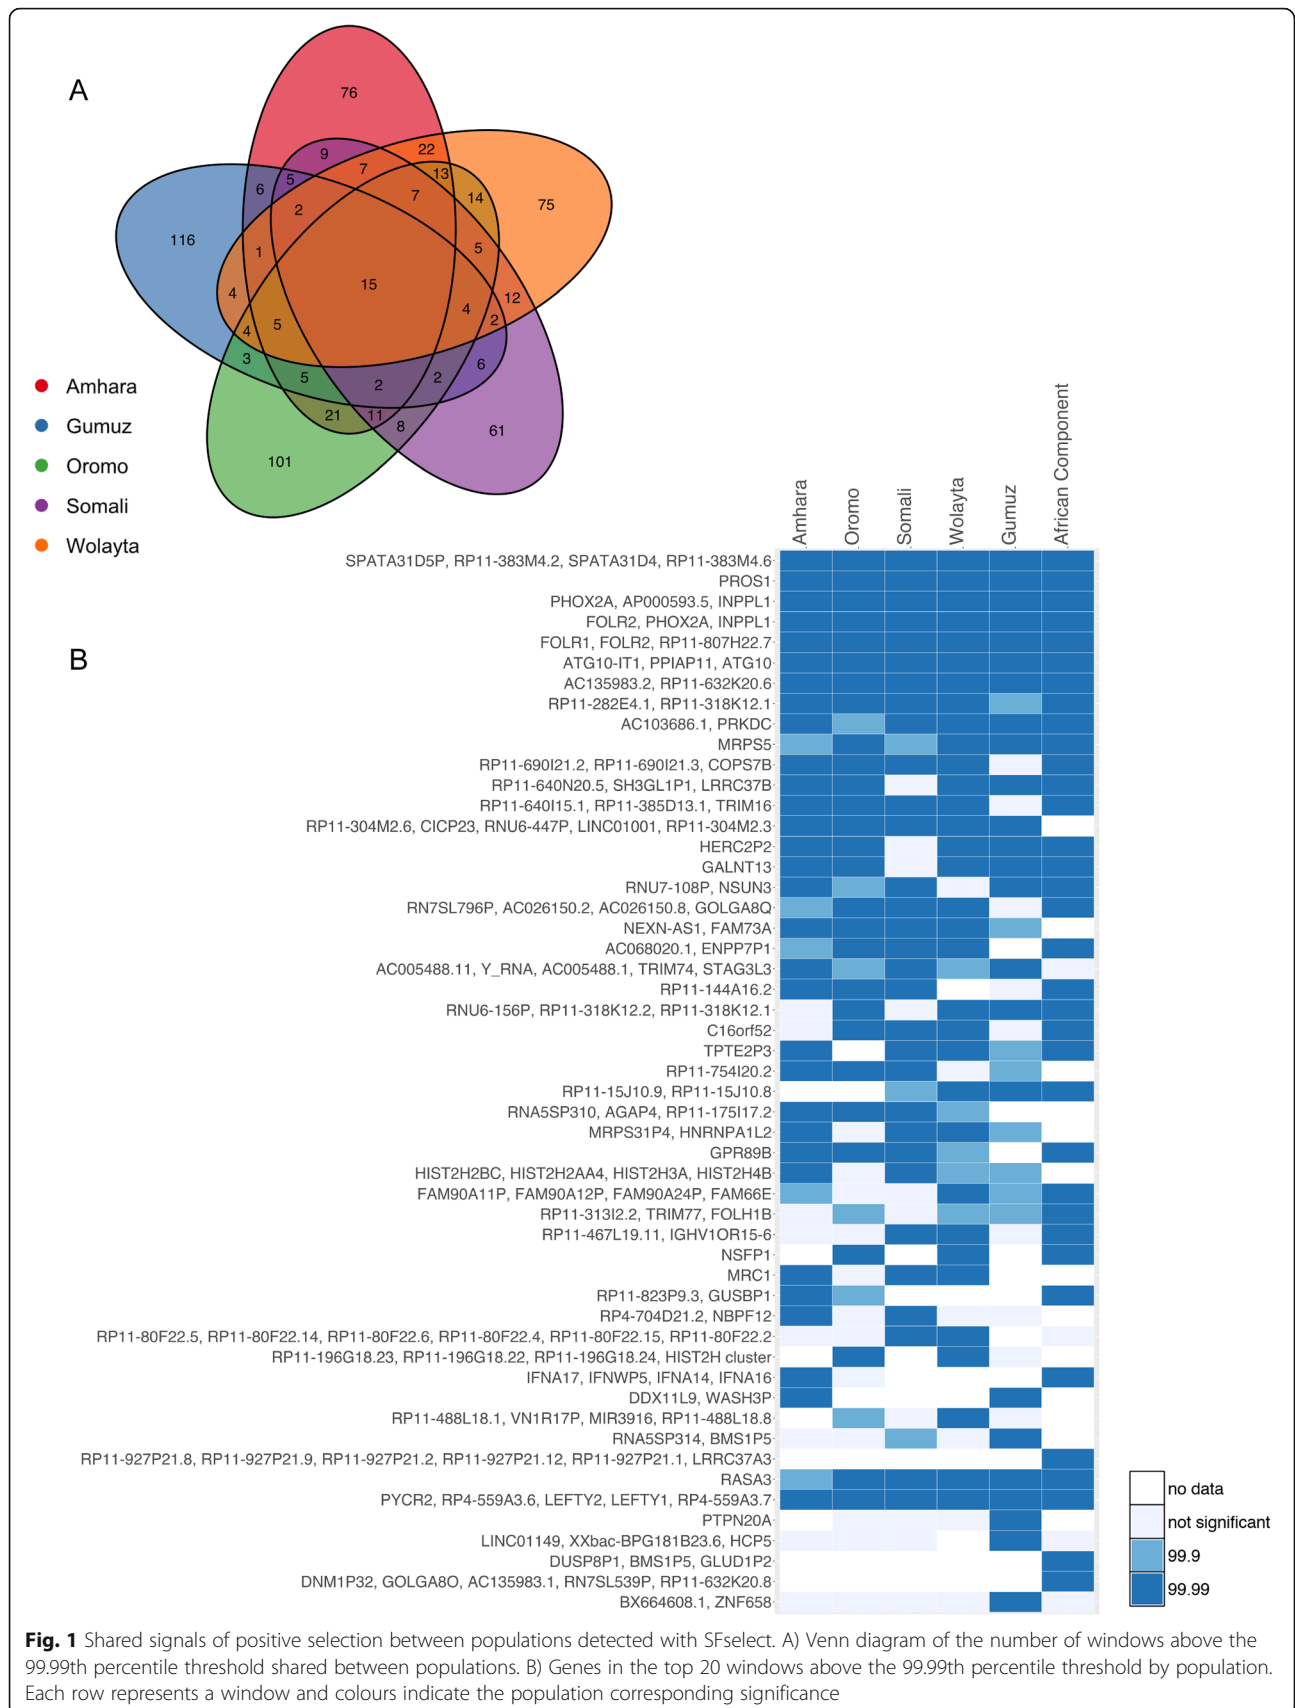 A
76
9
22
7
13
5
6
7
14
2
75
116
5
1
15
4
12
4
2
5
4
3
6
5
2
2
21
11
8
61
101
Amhara
Gumuz
Oromo
Somali
Wolayta
B
Amhara
Oromo
Somali
Wolayta
Gumuz
African Component
SPATA31D5P, RP11-383M4.2, SPATA31D4, RP11-383M4.6
PROS1
PHOX2A, AP000593.5, INPPL1
FOLR2, PHOX2A, INPPL1
FOLR1, FOLR2, RP11-807H22.7
ATG10-IT1, PPIAP11, ATG10
AC135983.2, RP11-632K20.6
RP11-282E4.1, RP11-318K12.1
AC103686.1, PRKDC
MRPS5
RP11-690I21.2, RP11-690I21.3, COPS7B
RP11-640N20.5, SH3GL1P1, LRRC37B
RP11-640I15.1, RP11-385D13.1, TRIM16
RP11-304M2.6, CICP23, RNU6-447P, LINC01001, RP11-304M2.3
HERC2P2
GALNT13
RNU7-108P, NSUN3
RN7SL796P, AC026150.2, AC026150.8, GOLGA8Q
NEXN-AS1, FAM73A
AC068020.1, ENPP7P1
AC005488.11, Y_RNA, AC005488.1, TRIM74, STAG3L3
RP11-144A16.2
RNU6-156P, RP11-318K12.2, RP11-318K12.1
C16orf52
TPTE2P3
RP11-754I20.2
RP11-15J10.9, RP11-15J10.8
RNA5SP310, AGAP4, RP11-175I17.2
MRPS31P4, HNRNPA1L2
GPR89B
HIST2H2BC, HIST2H2AA4, HIST2H3A, HIST2H4B
FAM90A11P, FAM90A12P, FAM90A24P, FAM66E
RP11-313I2.2, TRIM77, FOLH1B
RP11-467L19.11, IGHV1OR15-6
NSFP1
MRC1
RP11-823P9.3, GUSBP1
RP4-704D21.2, NBPF12
RP11-80F22.5, RP11-80F22.14, RP11-80F22.6, RP11-80F22.4, RP11-80F22.15, RP11-80F22.2
RP11-196G18.23, RP11-196G18.22, RP11-196G18.24, HIST2H cluster
IFNA17, IFNWP5, IFNA14, IFNA16
DDX11L9, WASH3P
RP11-488L18.1, VN1R17P, MIR3916, RP11-488L18.8
RNA5SP314, BMS1P5
RP11-927P21.8, RP11-927P21.9, RP11-927P21.2, RP11-927P21.12, RP11-927P21.1, LRRC37A3
RASA3
PYCR2, RP4-559A3.6, LEFTY2, LEFTY1, RP4-559A3.7
PTPN20A
LINC01149, XXbac-BPG181B23.6, HCP5
DUSP8P1, BMS1P5, GLUD1P2
DNM1P32, GOLGA8O, AC135983.1, RN7SL539P, RP11-632K20.8
BX664608.1, ZNF658
no data
not significant
99.9
99.99
Fig. 1 Shared signals of positive selection between populations detected with SFselect. A) Venn diagram of the number of windows above the
99.99th percentile threshold shared between populations. B) Genes in the top 20 windows above the 99.99th percentile threshold by population.
Each row represents a window and colours indicate the population corresponding significance